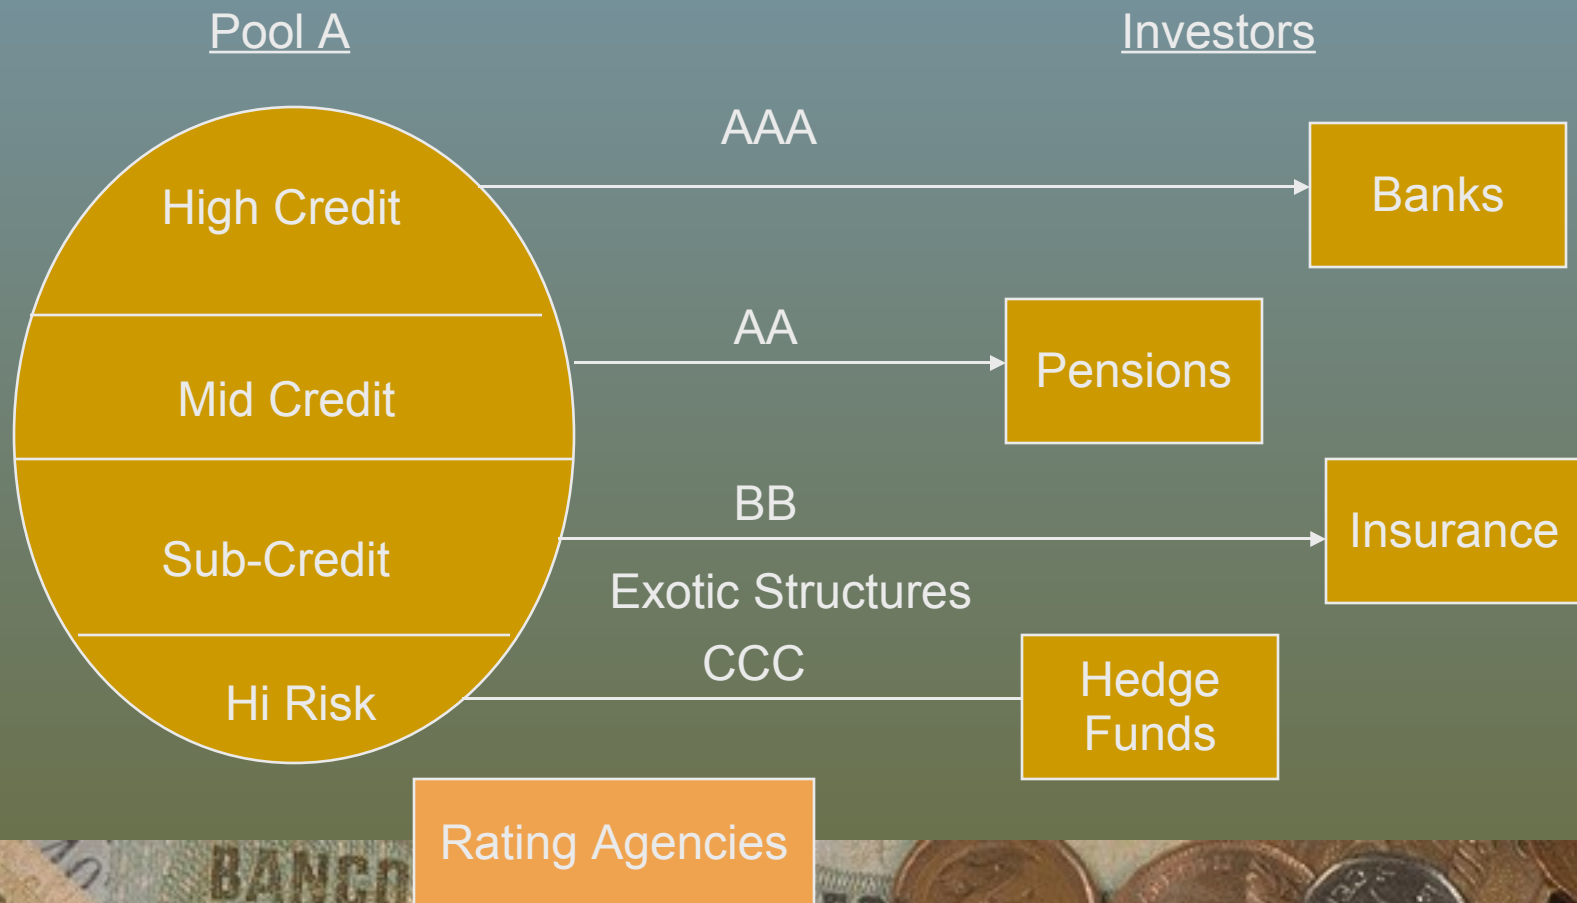 Pool A
Investors
AAA
High Credit
Banks
AA
Pensions
Mid Credit
BB
Insurance
Sub-Credit
Exotic Structures
CCC
Hedge
Funds
Hi Risk
Rating Agencies
BANCO